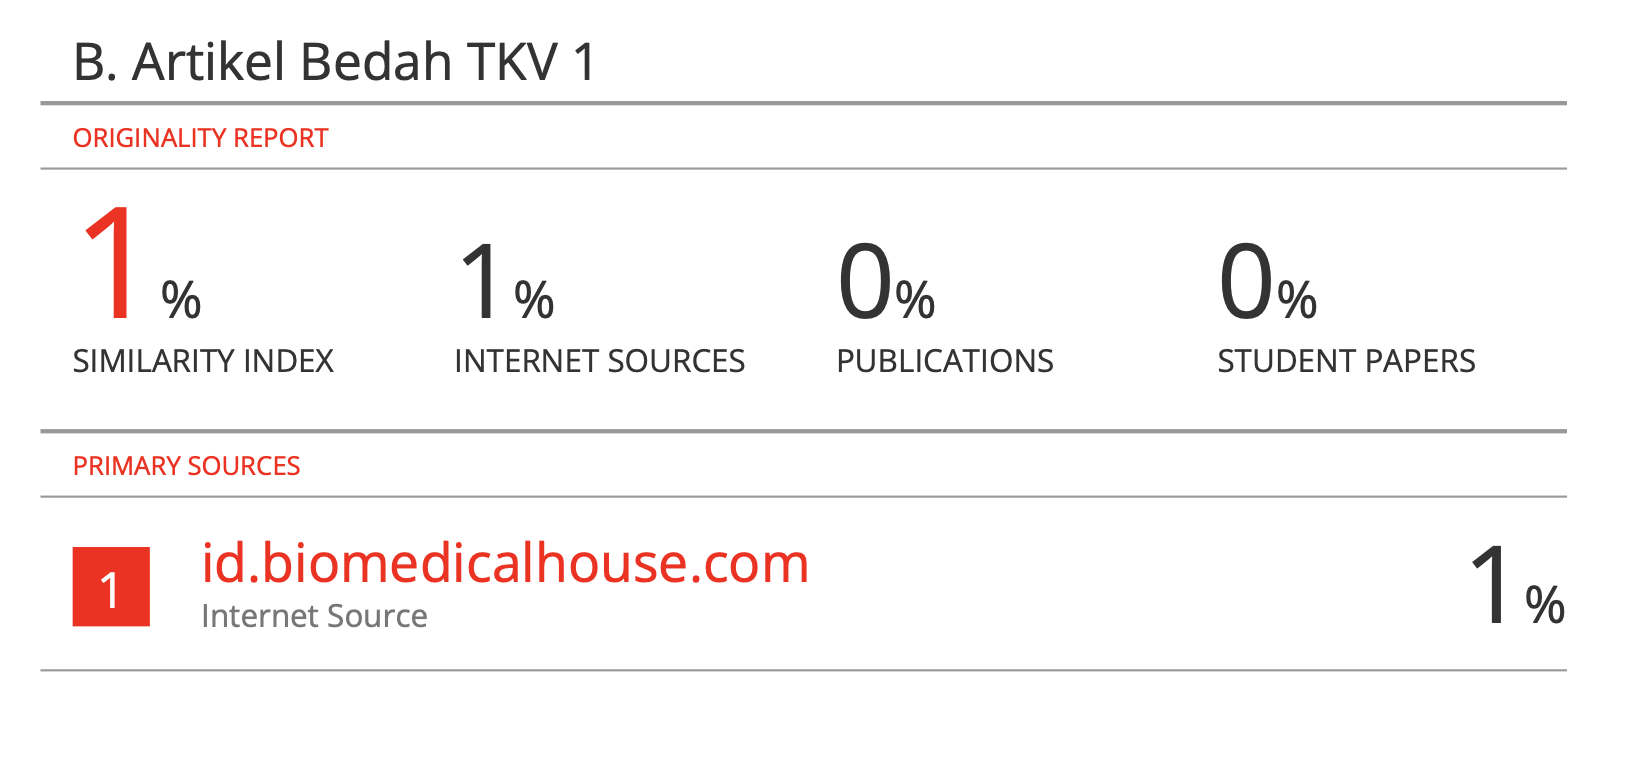 B. Artikel Bedah TKV 1
ORIGINALITY REPORT
1% 1% 0% 0%
SIMILARITY INDEX INTERNET SOURCES PUBLICATIONS STUDENT PAPERS
PRIMARY SOURCES
1 id.biomedicalhouse.com 1%
Internet Source